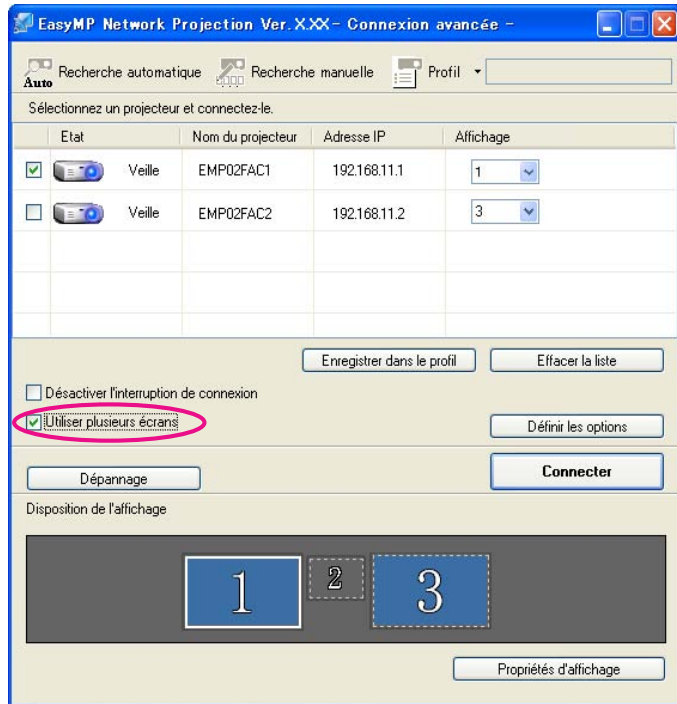 EasyMP Network Projection Ver.X.XX - Connexion avancée -
Auto Recherche automatique Recherche manuelle Profil
Sélectionnez un projecteur et connectez-le.
Etat Nom du projecteur Adresse IP Affichage
Veille EMP02FAC1 192.168.11.1 1
Veille EMP02FAC2 192.168.11.2 3
Enregistrer dans le profil Effacer la liste
Désactiver l'interruption de connexion
Utiliser plusieurs écrans Définir les options
Dépannage Connecter
Disposition de l'affichage
1 2 3
Propriétés d'affichage